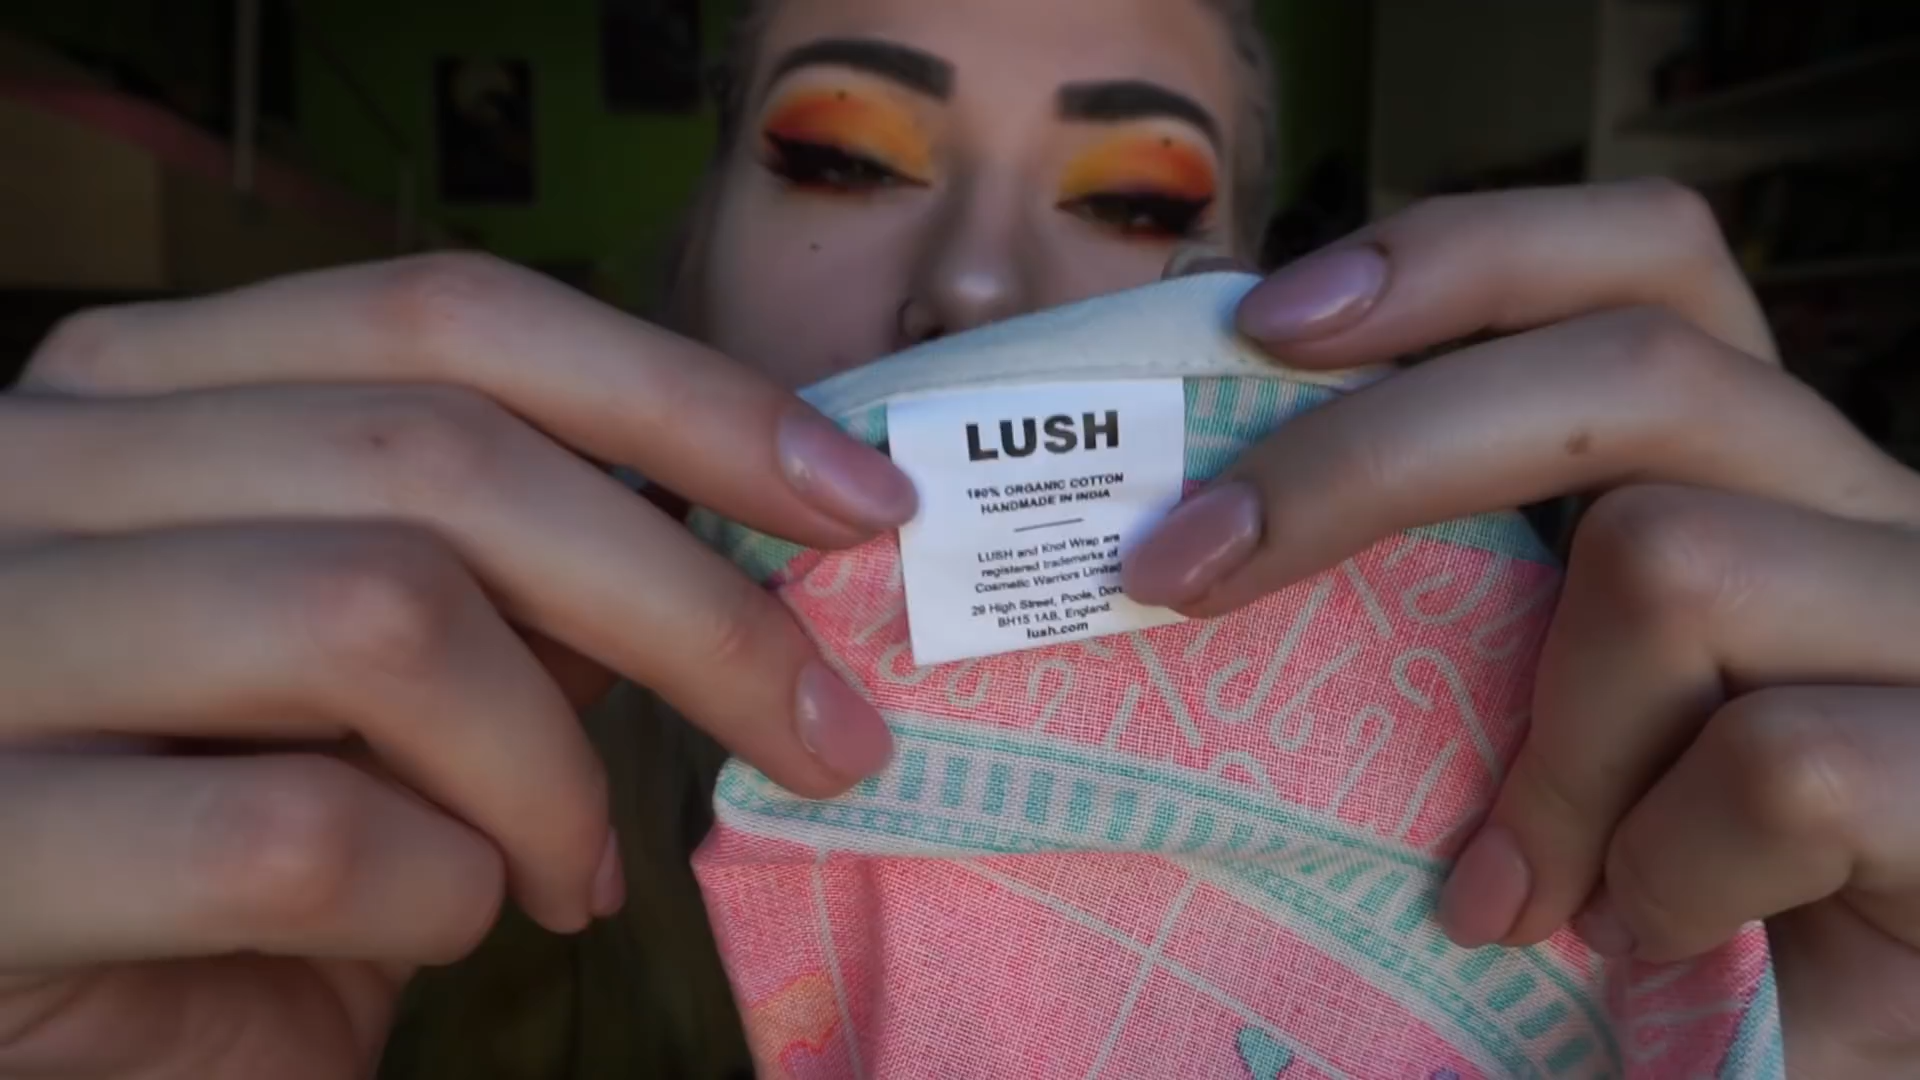 LUSH
100% ORGANIC COTTON
HANDMADE IN INDIA
LUSH and Knot Wrap are
registered trademarks of
Cosmetic Warriors Limited
29 High Street, Poole,
BH15 1AB, England.
lush.com